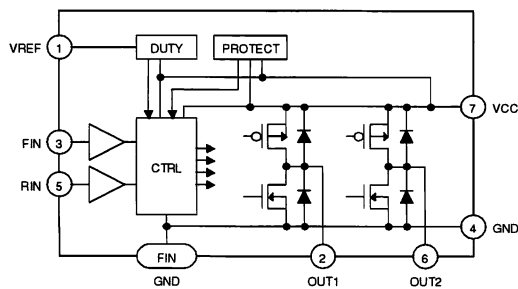 VREF 1 DUTY PROTECT
7 VCC
FIN 3
CTRL
RIN 5
4 GND
FIN 2 6
GND OUT1 OUT2